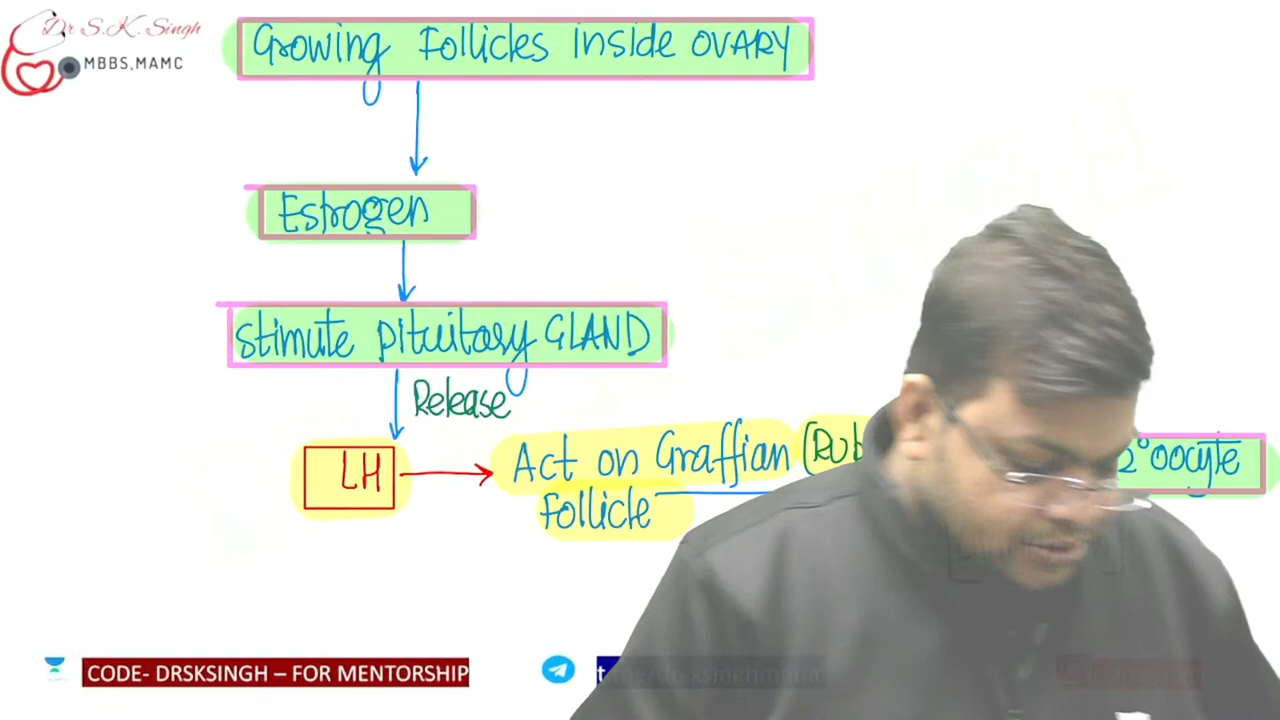 Dr S.K. Singh
MBBS,MAMC
Growing Follicles inside OVARY
Estrogen
stimute pituitary GLAND
Release
LH
Act on Graffian
2° oocyte
Follicle
CODE- DRSKSINGH – FOR MENTORSHIP